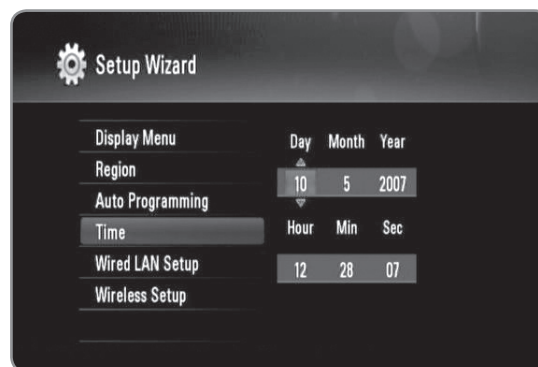 Setup Wizard
Display Menu
Region
Auto Programming
Time
Wired LAN Setup
Wireless Setup
Day Month Year
10 5 2007
Hour Min Sec
12 28 07